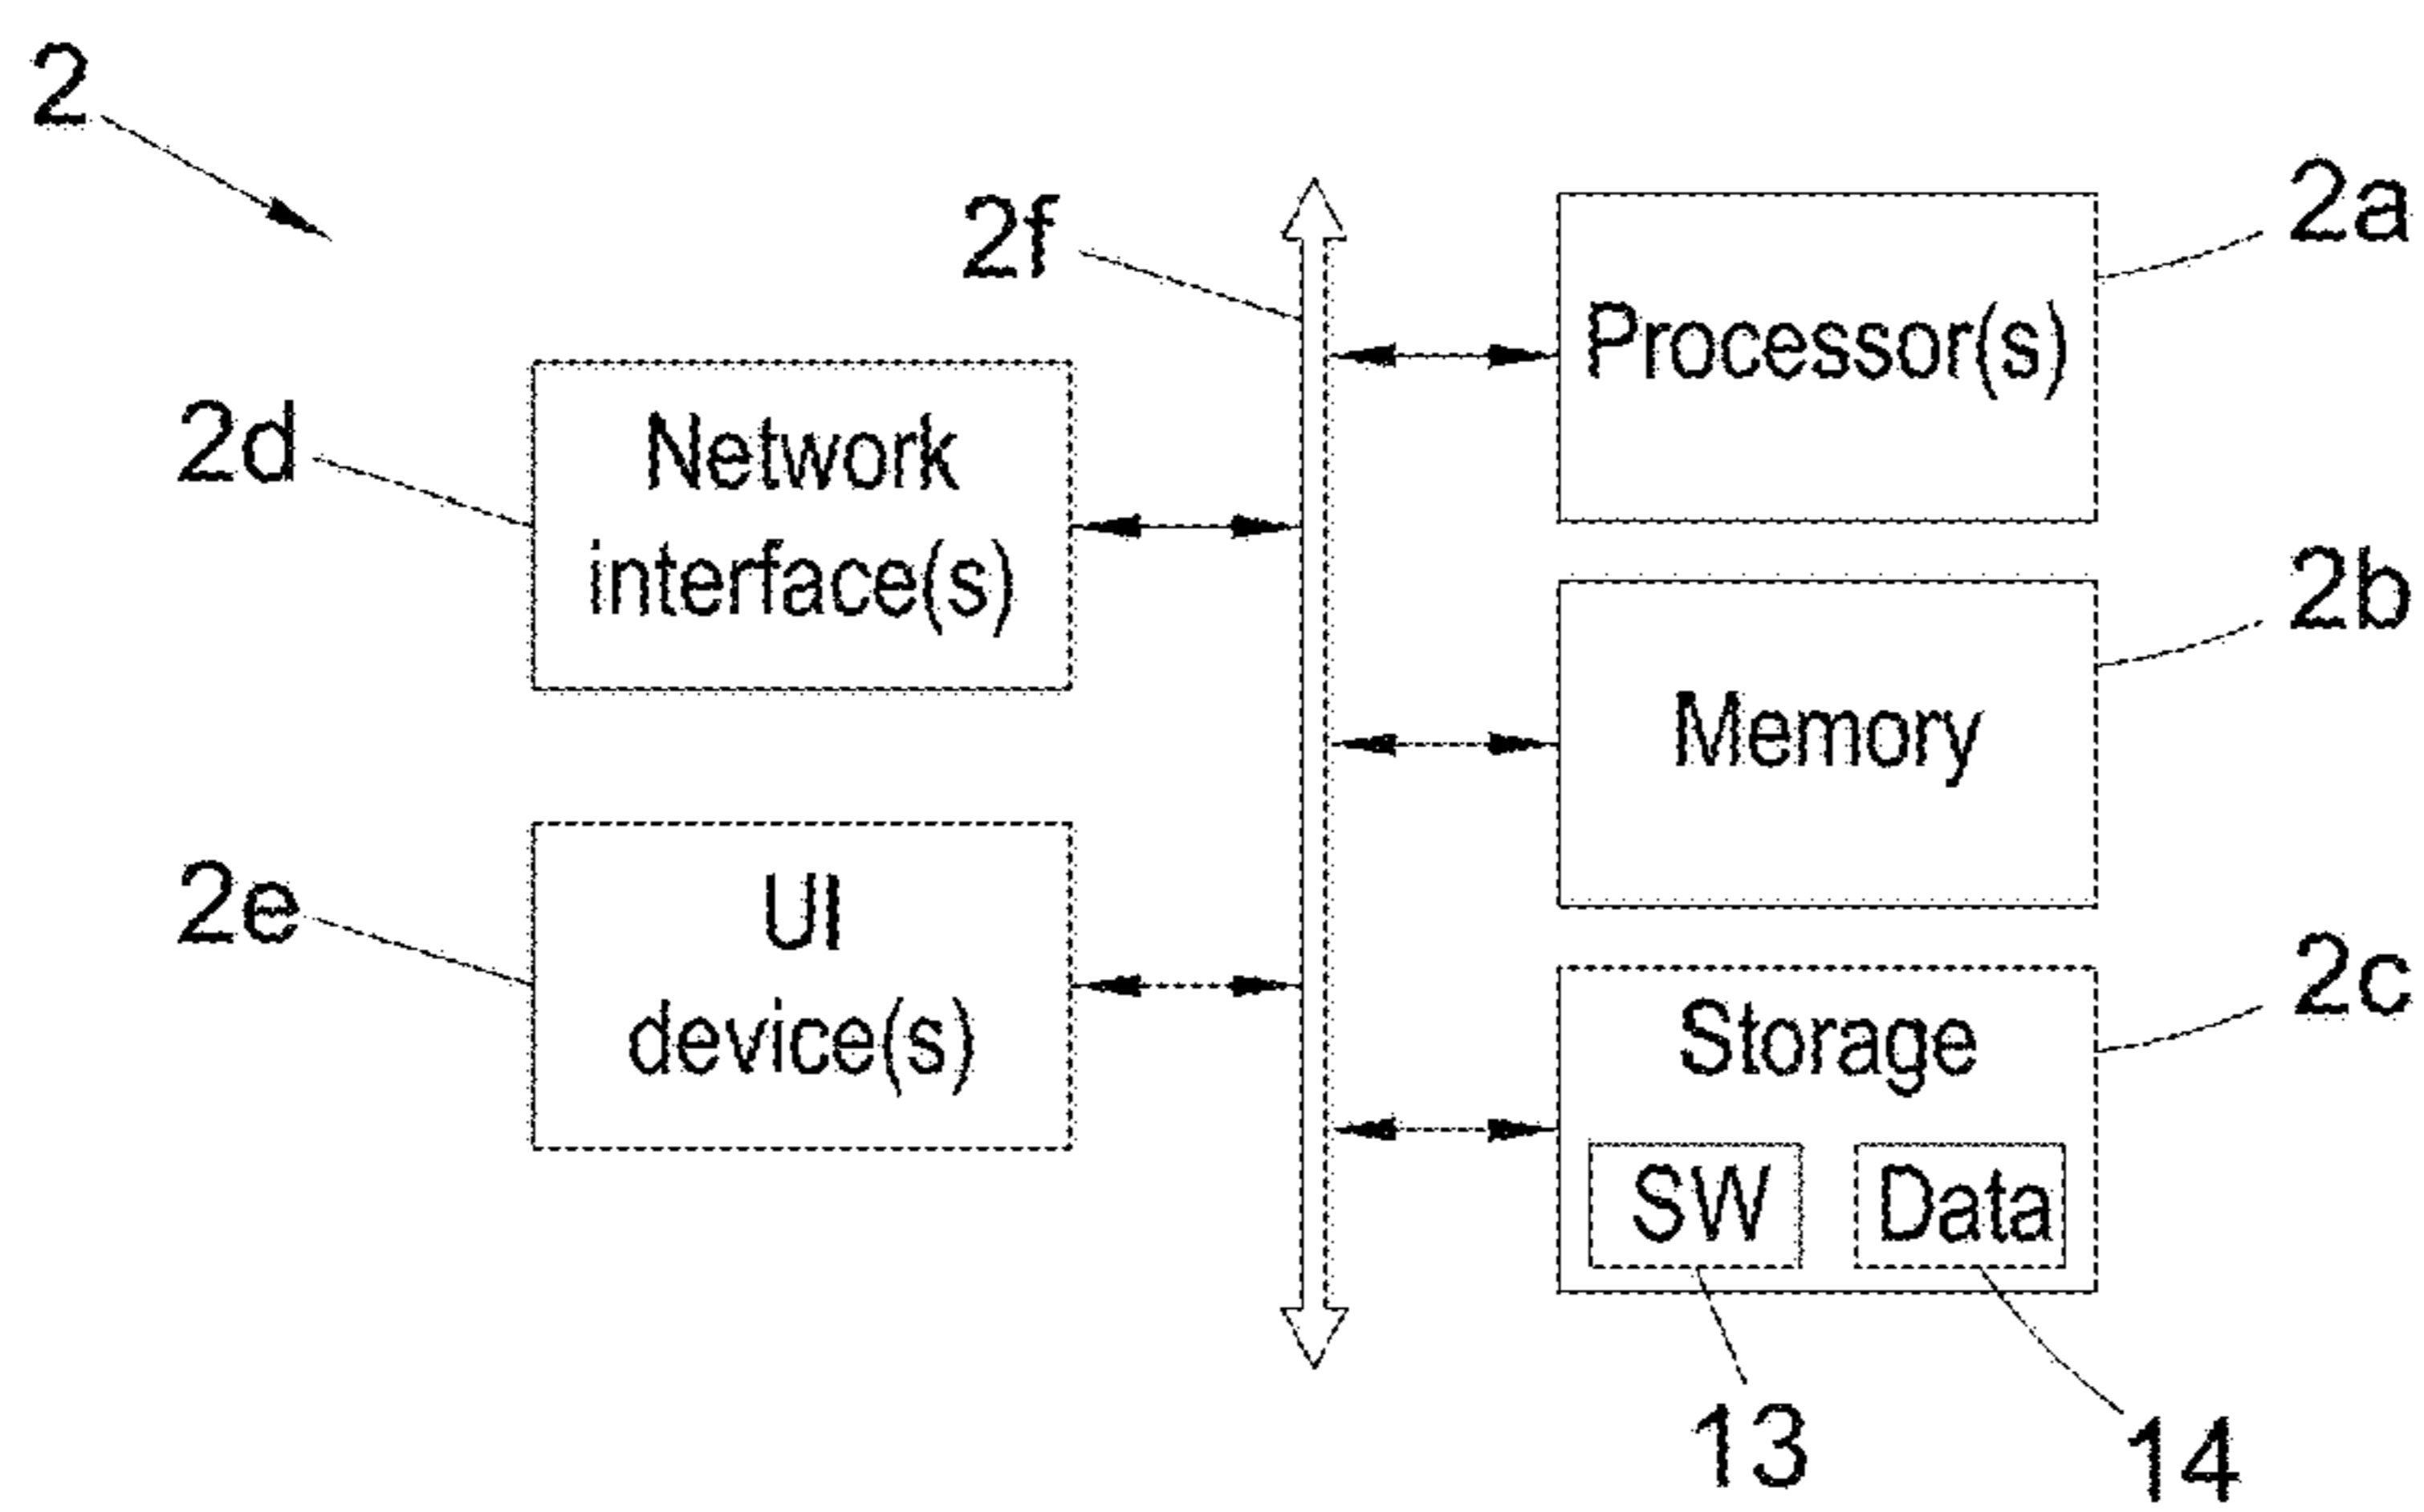 2
2f
2a
Processor(s)
2d
Network
interface(s)
2b
Memory
2e
UI
device(s)
2c
Storage
SW
Data
13
14